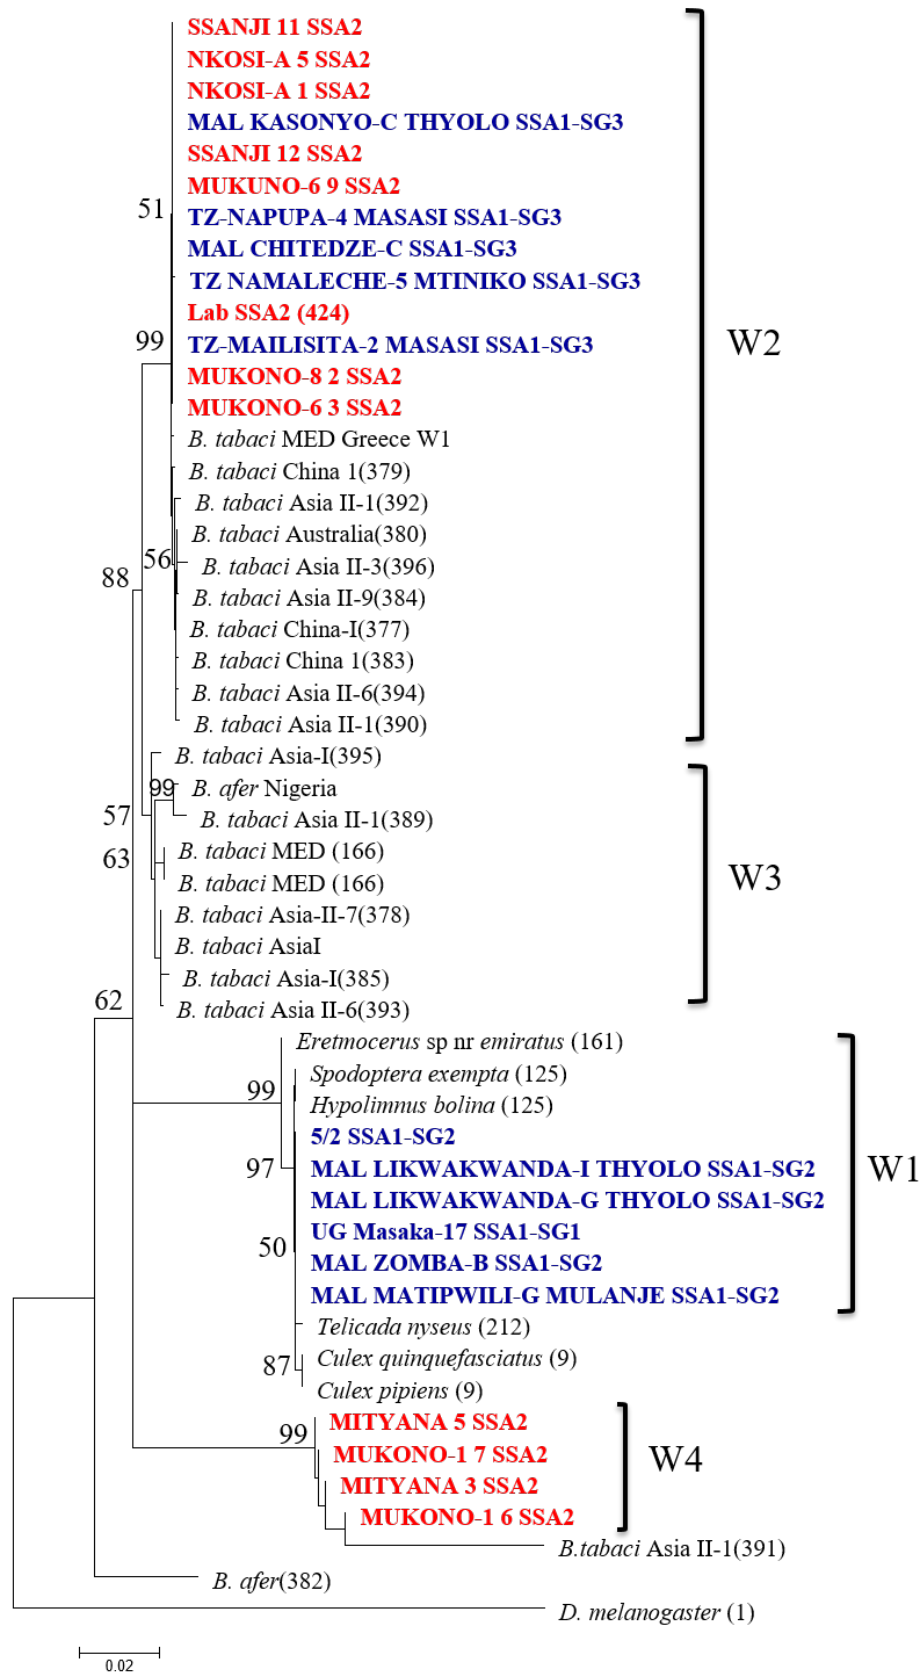 SSANJI 11 SSA2
NKOSI-A 5 SSA2
NKOSI-A 1 SSA2
MAL KASONYO-C THYOLO SSA1-SG3
SSANJI 12 SSA2
MUKUNO-6 9 SSA2
51
TZ-NAPUPA-4 MASASI SSA1-SG3
MAL CHITEDZE-C SSA1-SG3
TZ NAMALECHE-5 MTINIKO SSA1-SG3
Lab SSA2 (424)
99
TZ-MAILISITA-2 MASASI SSA1-SG3
W2
MUKONO-8 2 SSA2
MUKONO-6 3 SSA2
B. tabaci MED Greece W1
B. tabaci China 1(379)
B. tabaci Asia II-1(392)
B. tabaci Australia(380)
56
B. tabaci Asia II-3(396)
88
B. tabaci Asia II-9(384)
B. tabaci China-I(377)
B. tabaci China 1(383)
B. tabaci Asia II-6(394)
B. tabaci Asia II-1(390)
B. tabaci Asia-I(395)
99
B. afer Nigeria
57
B. tabaci Asia II-1(389)
63
B. tabaci MED (166)
W3
B. tabaci MED (166)
B. tabaci Asia-II-7(378)
B. tabaci AsiaI
B. tabaci Asia-I(385)
62
B. tabaci Asia II-6(393)
Eretmocerus sp nr emiratus (161)
Spodoptera exempta (125)
99
Hypolimnus bolina (125)
5/2 SSA1-SG2
97
MAL LIKWAKWANDA-I THYOLO SSA1-SG2
W1
MAL LIKWAKWANDA-G THYOLO SSA1-SG2
UG Masaka-17 SSA1-SG1
50
MAL ZOMBA-B SSA1-SG2
MAL MATIPWILI-G MULANJE SSA1-SG2
Telicada nyseus (212)
87
Culex quinquefasciatus (9)
Culex pipiens (9)
MITYANA 5 SSA2
99
MUKONO-1 7 SSA2
W4
MITYANA 3 SSA2
MUKONO-1 6 SSA2
B.tabaci Asia II-1(391)
B. afer(382)
D. melanogaster (1)
0.02